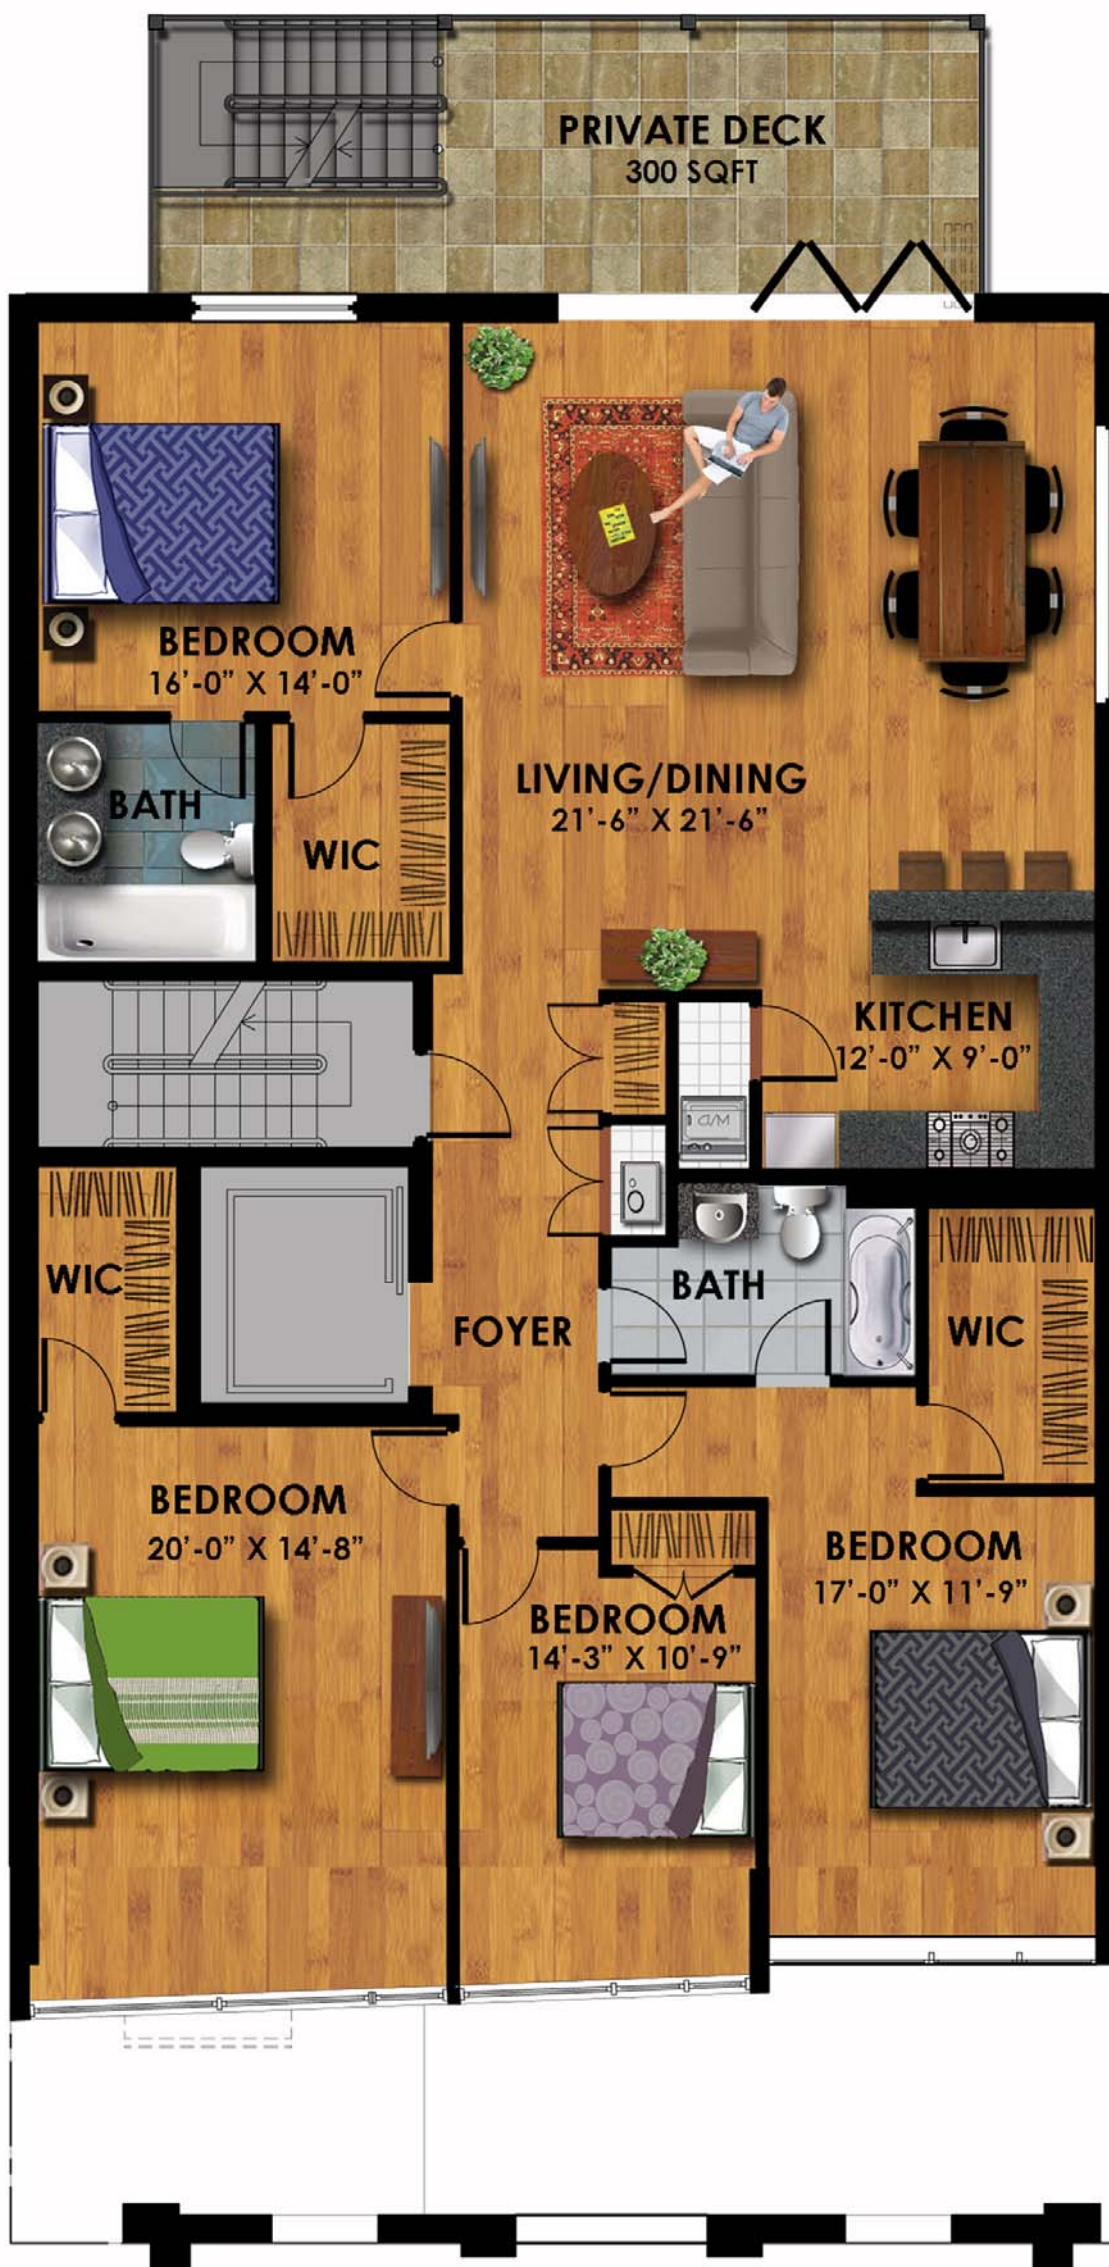 PRIVATE DECK
300 SQFT
BEDROOM
16'-0" X 14'-0"
LIVING/DINING
21'-6" X 21'-6"
BATH
WIC
KITCHEN
12'-0" X 9'-0"
WIC
FOYER
BATH
WIC
BEDROOM
20'-0" X 14'-8"
BEDROOM
14'-3" X 10'-9"
BEDROOM
17'-0" X 11'-9"